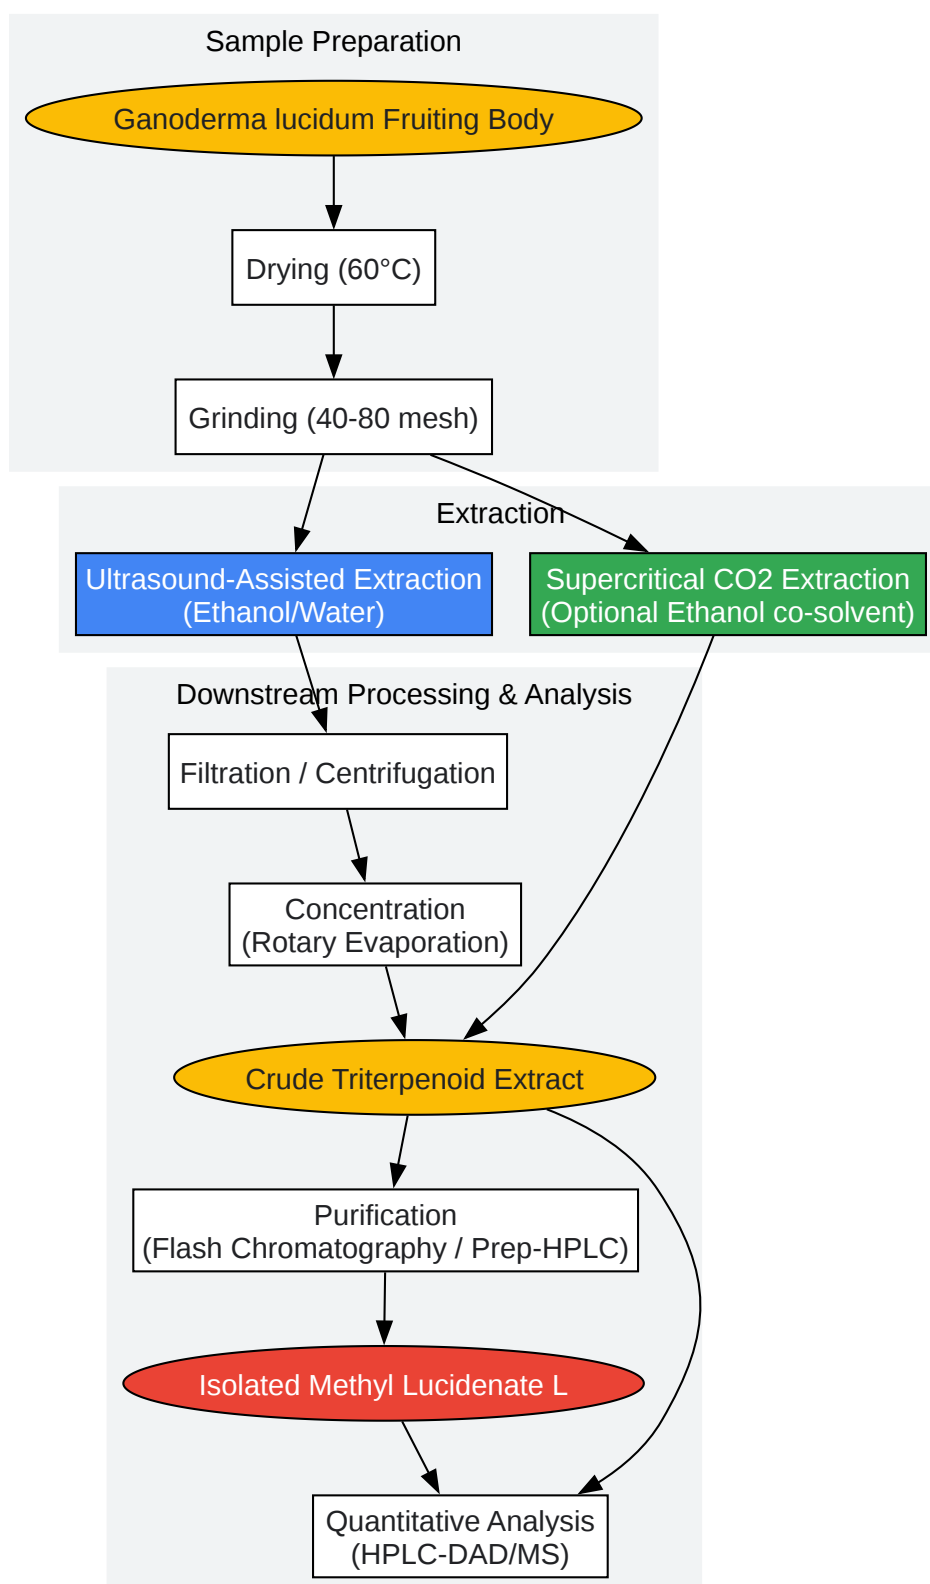 Sample Preparation
Ganoderma lucidum Fruiting Body
Drying (60°C)
Grinding (40-80 mesh)
Extraction
Ultrasound-Assisted Extraction
(Ethanol/Water)
Supercritical CO2 Extraction
(Optional Ethanol co-solvent)
Downstream Processing & Analysis
Filtration / Centrifugation
Concentration
(Rotary Evaporation)
Crude Triterpenoid Extract
Purification
(Flash Chromatography / Prep-HPLC)
Isolated Methyl Lucidenate L
Quantitative Analysis
(HPLC-DAD/MS)